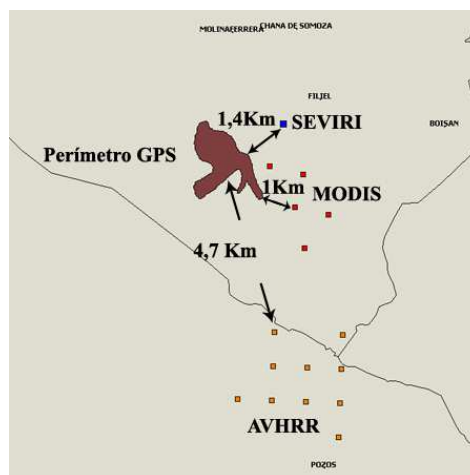 CHANA DE SOMOZA
MOLINAFERRERA
FILIEL
1,4Km
SEVIRI
BOISAN
Perímetro GPS
1Km
MODIS
4,7 Km
AVHRR
POZOS